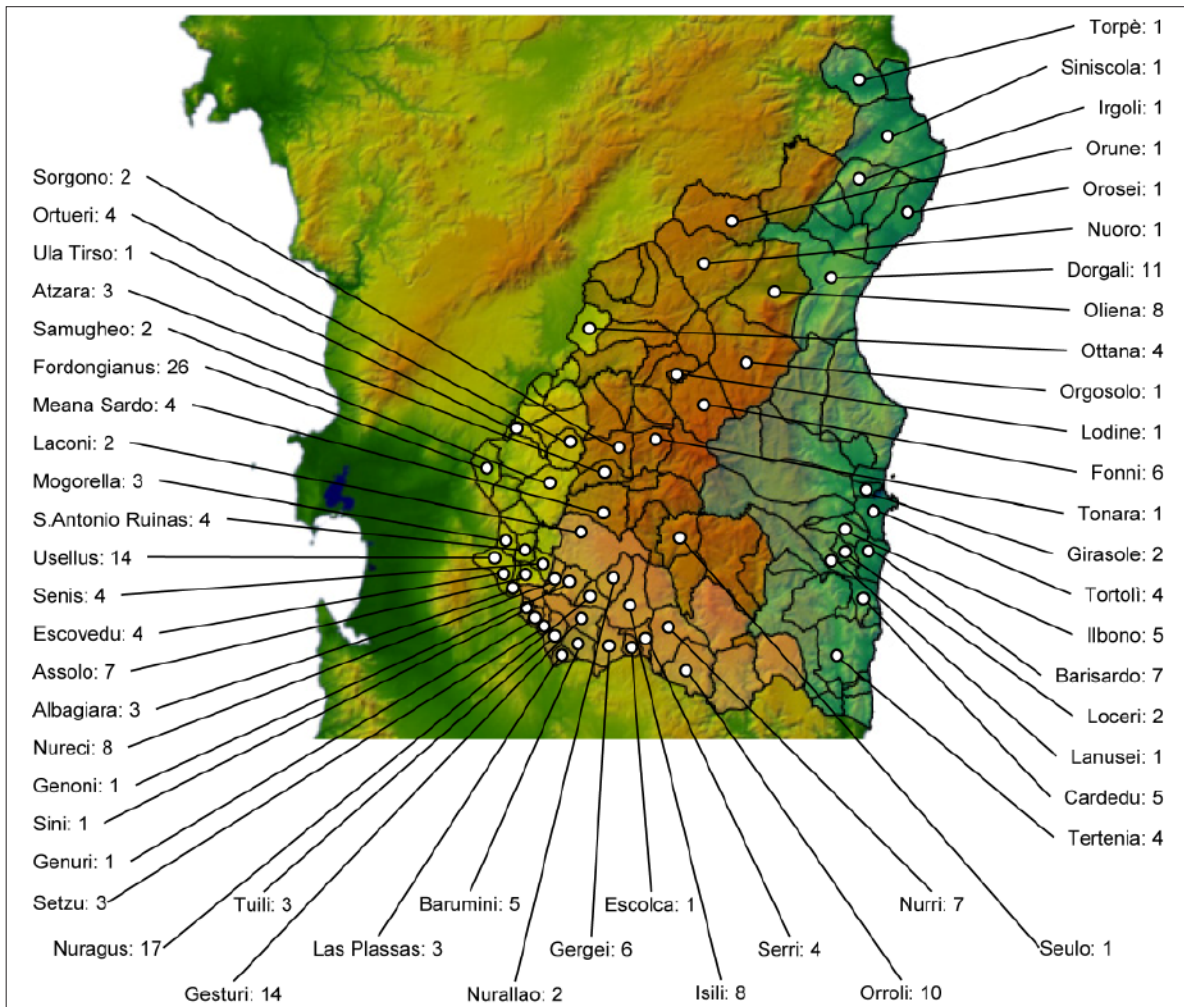 Torpè: 1
Siniscola: 1
Irgoli: 1
Orune: 1
Orosei: 1
Nuoro: 1
Dorgali: 11
Oliena: 8
Ottana: 4
Orgosolo: 1
Lodine: 1
Fonni: 6
Tonara: 1
Girasole: 2
Tortolì: 4
Ilbono: 5
Barisardo: 7
Loceri: 2
Lanusei: 1
Cardedu: 5
Tertenia: 4
Sorgono: 2
Ortueri: 4
Ula Tirso: 1
Atzara: 3
Samugheo: 2
Fordongianus: 26
Meana Sardo: 4
Laconi: 2
Mogorella: 3
S.Antonio Ruinas: 4
Usellus: 14
Senis: 4
Escovedu: 4
Assolo: 7
Albagiara: 3
Nureci: 8
Genoni: 1
Sini: 1
Genuri: 1
Setzu: 3
Tuili: 3
Barumini: 5
Escolca: 1
Nurri: 7
Nuragus: 17
Las Plassas: 3
Gergei: 6
Serri: 4
Seulo: 1
Gesturi: 14
Nurallao: 2
Isili: 8
Orroli: 10